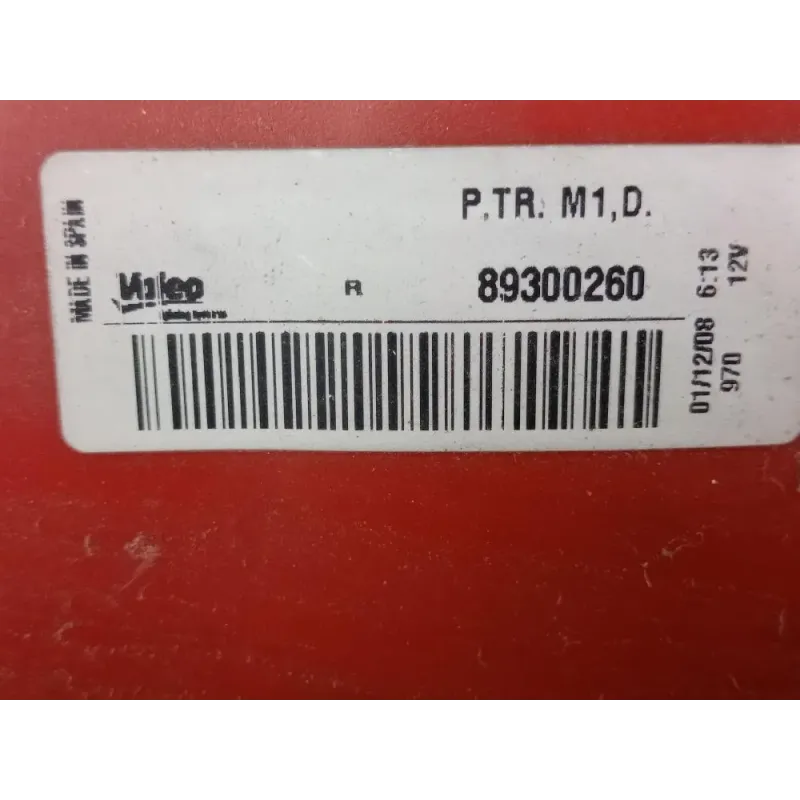 MADE IN SPAIN
P.TR. M1,D.
Valeo
R
89300260
01/12/08 6:13
970 12V